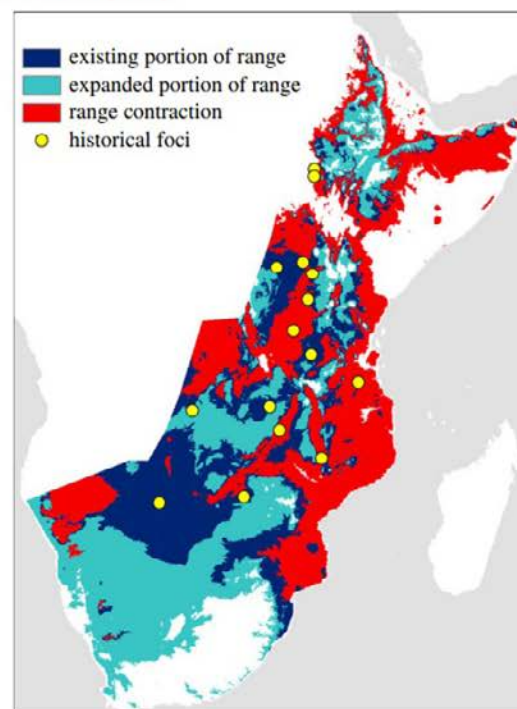 existing portion of range
expanded portion of range
range contraction
historical foci